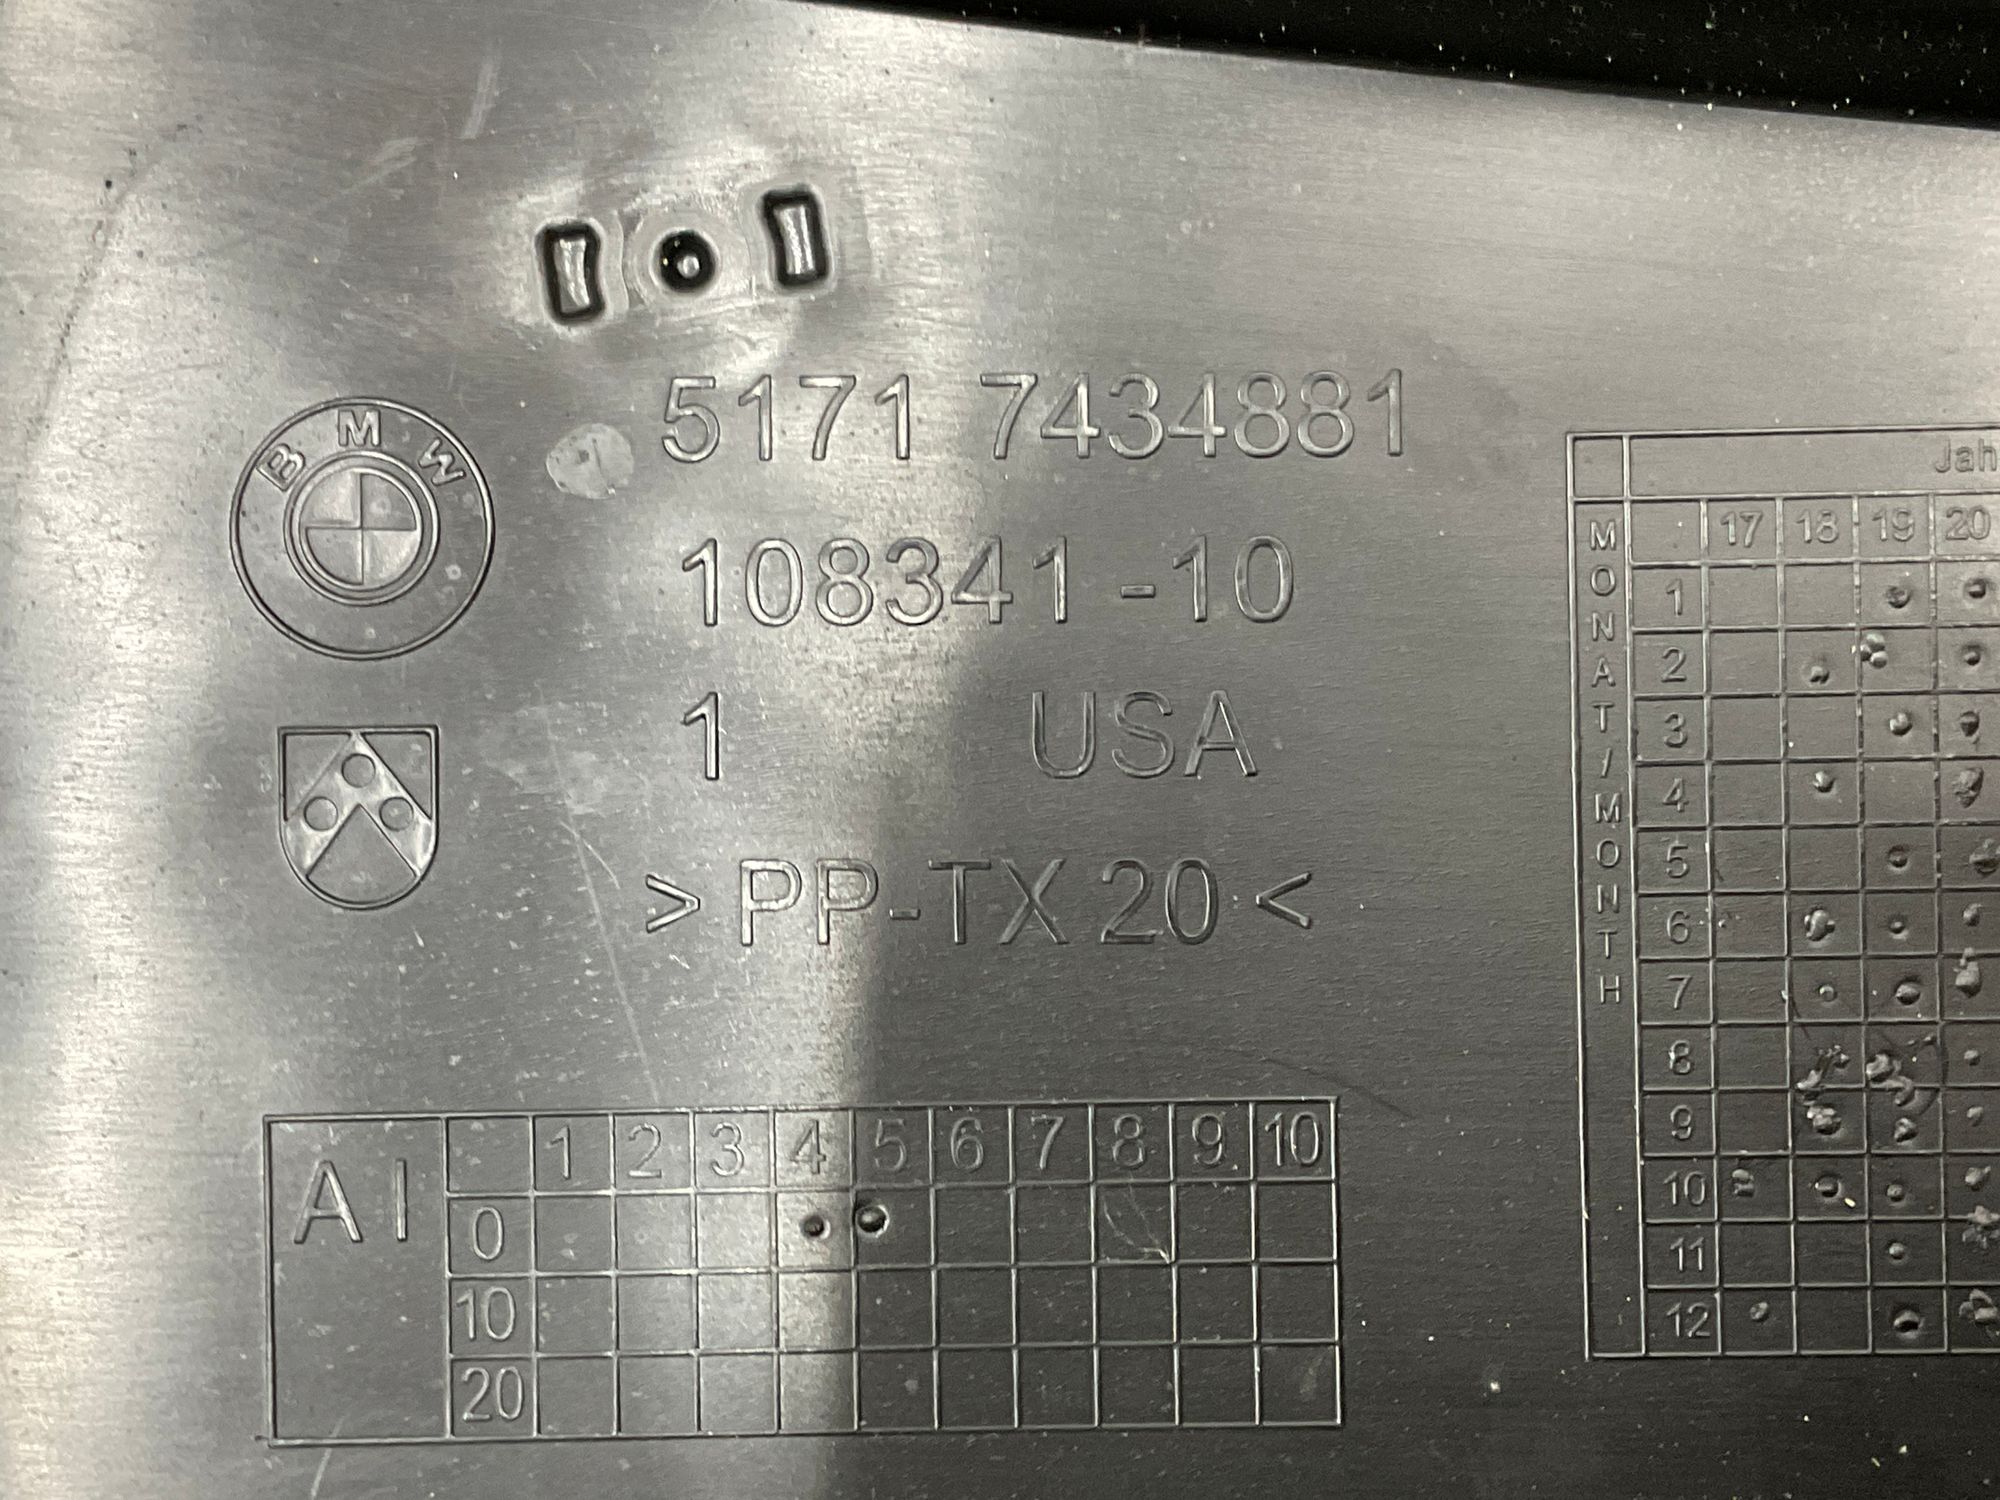 BMW
5171 7434881
108341-10
1 USA
>PP-TX 20<
AI
1 2 3 4 5 6 7 8 9 10
0
10
20
Jah
MONAT/MONTH
17 18 19 20
1
2
3
4
5
6
7
8
9
10
11
12